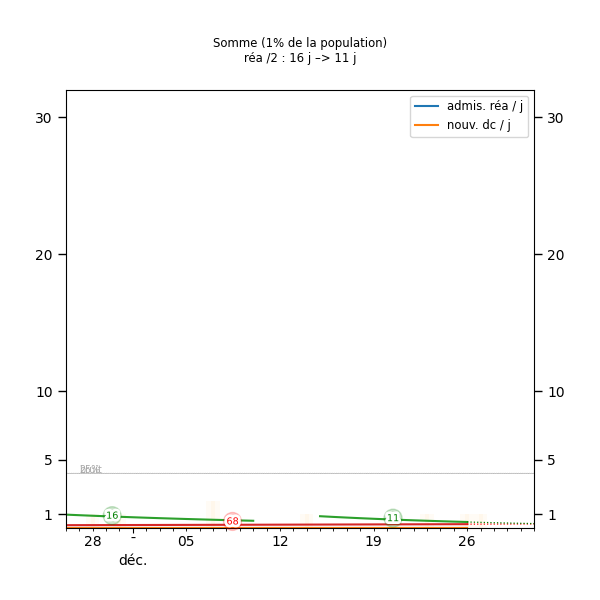 Somme (1% de la population)
réa /2 : 16 j –> 11 j
admis. réa / j
nouv. dc / j
30 30
20 20
10 10
5 5
25%
16 68 11
1 1
28 - 05 12 19 26
déc.